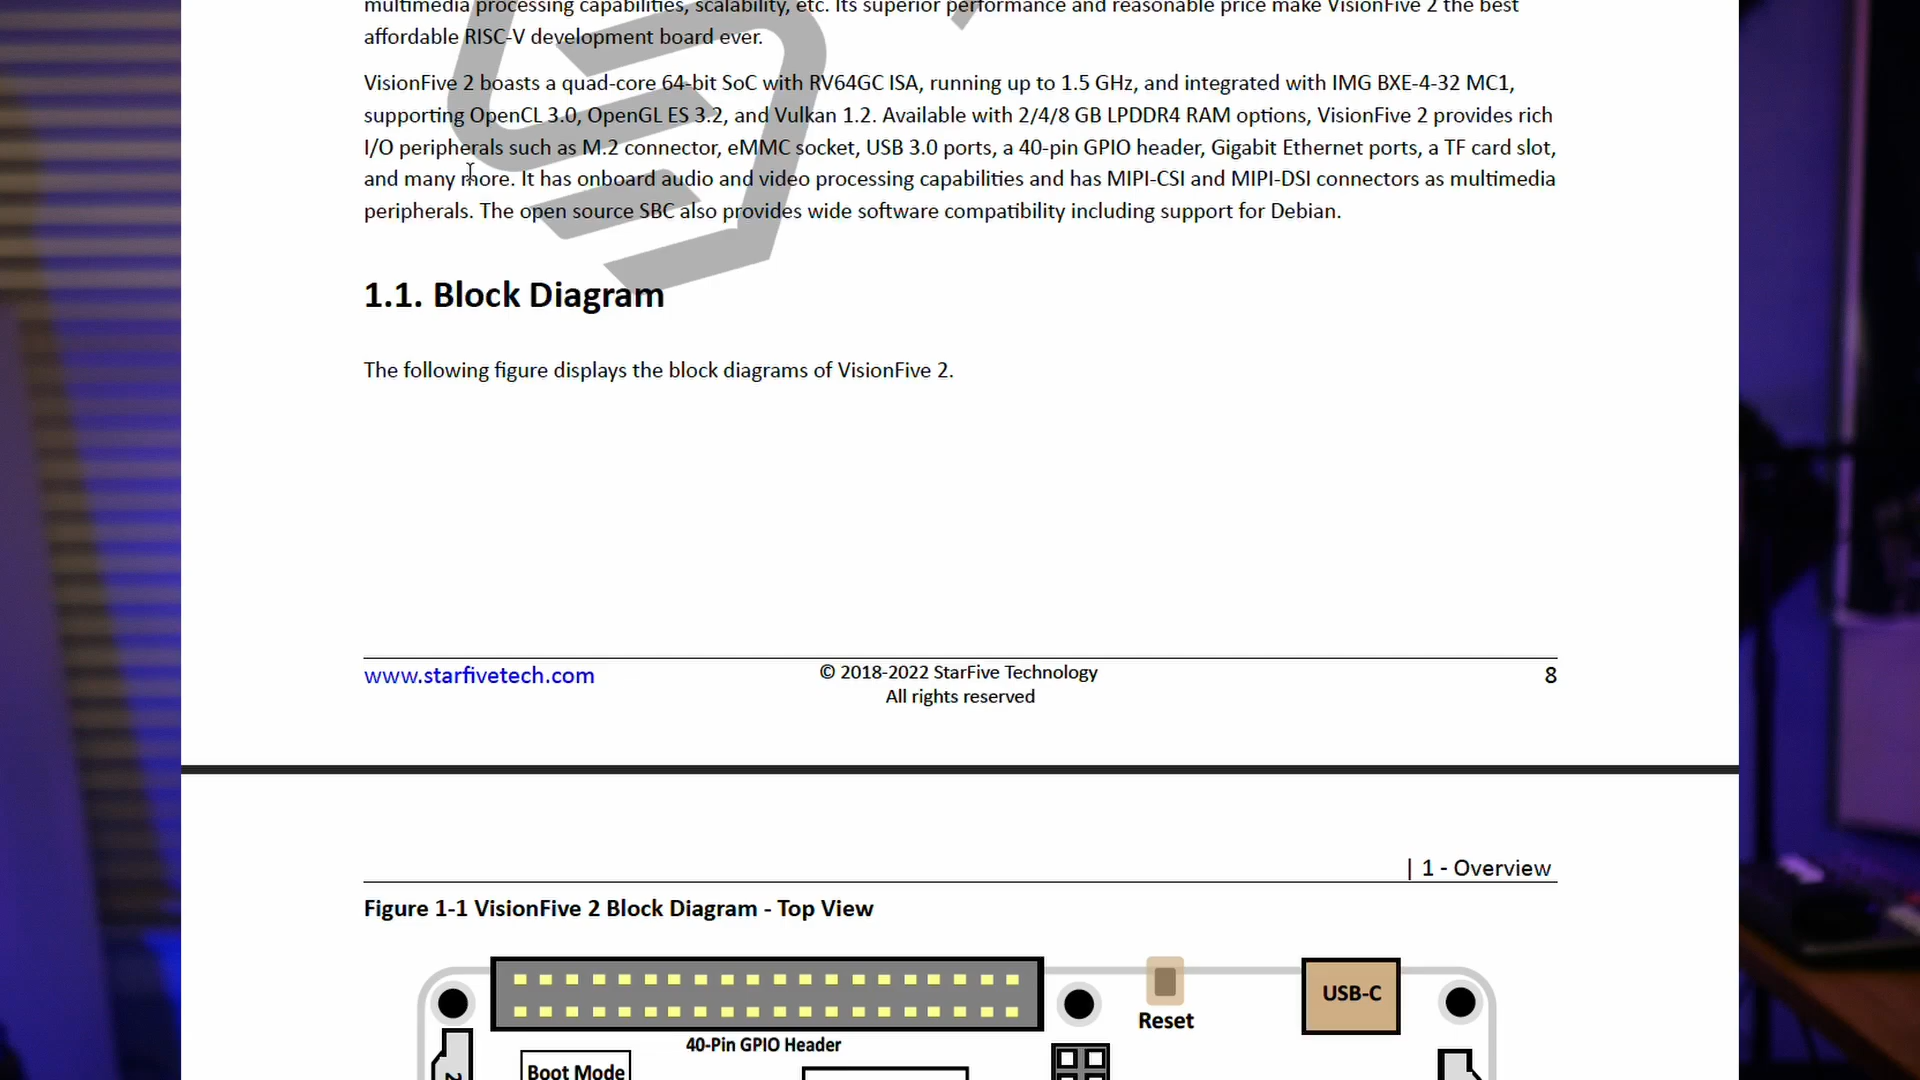 multimedia processing capabilities, scalability, etc. Its superior performance and reasonable price make VisionFive 2 the best
affordable RISC-V development board ever.
VisionFive 2 boasts a quad-core 64-bit SoC with RV64GC ISA, running up to 1.5 GHz, and integrated with IMG BXE-4-32 MC1,
supporting OpenCL 3.0, OpenGL ES 3.2, and Vulkan 1.2. Available with 2/4/8 GB LPDDR4 RAM options, VisionFive 2 provides rich
I/O peripherals such as M.2 connector, eMMC socket, USB 3.0 ports, a 40-pin GPIO header, Gigabit Ethernet ports, a TF card slot,
and many more. It has onboard audio and video processing capabilities and has MIPI-CSI and MIPI-DSI connectors as multimedia
peripherals. The open source SBC also provides wide software compatibility including support for Debian.
1.1. Block Diagram
The following figure displays the block diagrams of VisionFive 2.
www.starfivetech.com
© 2018-2022 StarFive Technology
All rights reserved
8
| 1 - Overview
Figure 1-1 VisionFive 2 Block Diagram - Top View
USB-C
Reset
40-Pin GPIO Header
Boot Mode
2